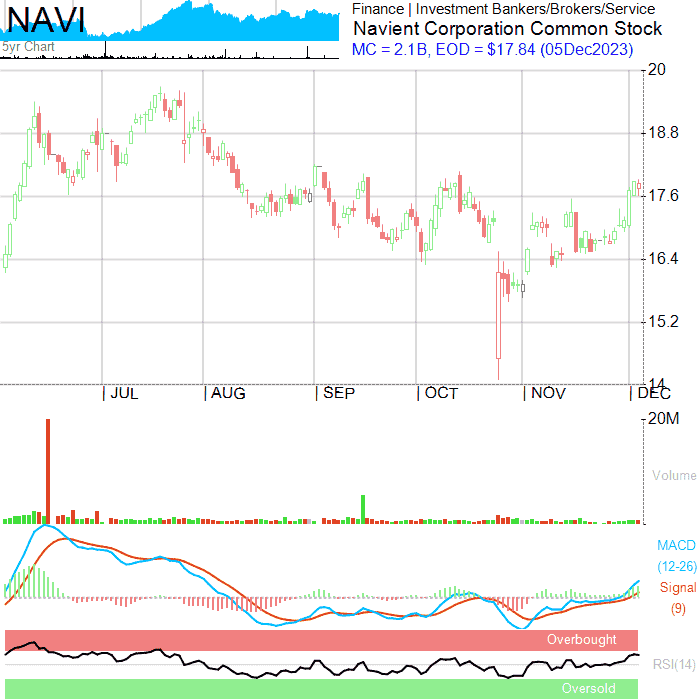 NAVI
5yr Chart
Finance | Investment Bankers/Brokers/Service
Navient Corporation Common Stock
MC = 2.1B, EOD = $17.84 (05Dec2023)
20
18.8
17.6
16.4
15.2
14
| JUL | AUG | SEP | OCT | NOV | DEC
20M
Volume
MACD
(12-26)
Signal
(9)
Overbought
RSI(14)
Oversold